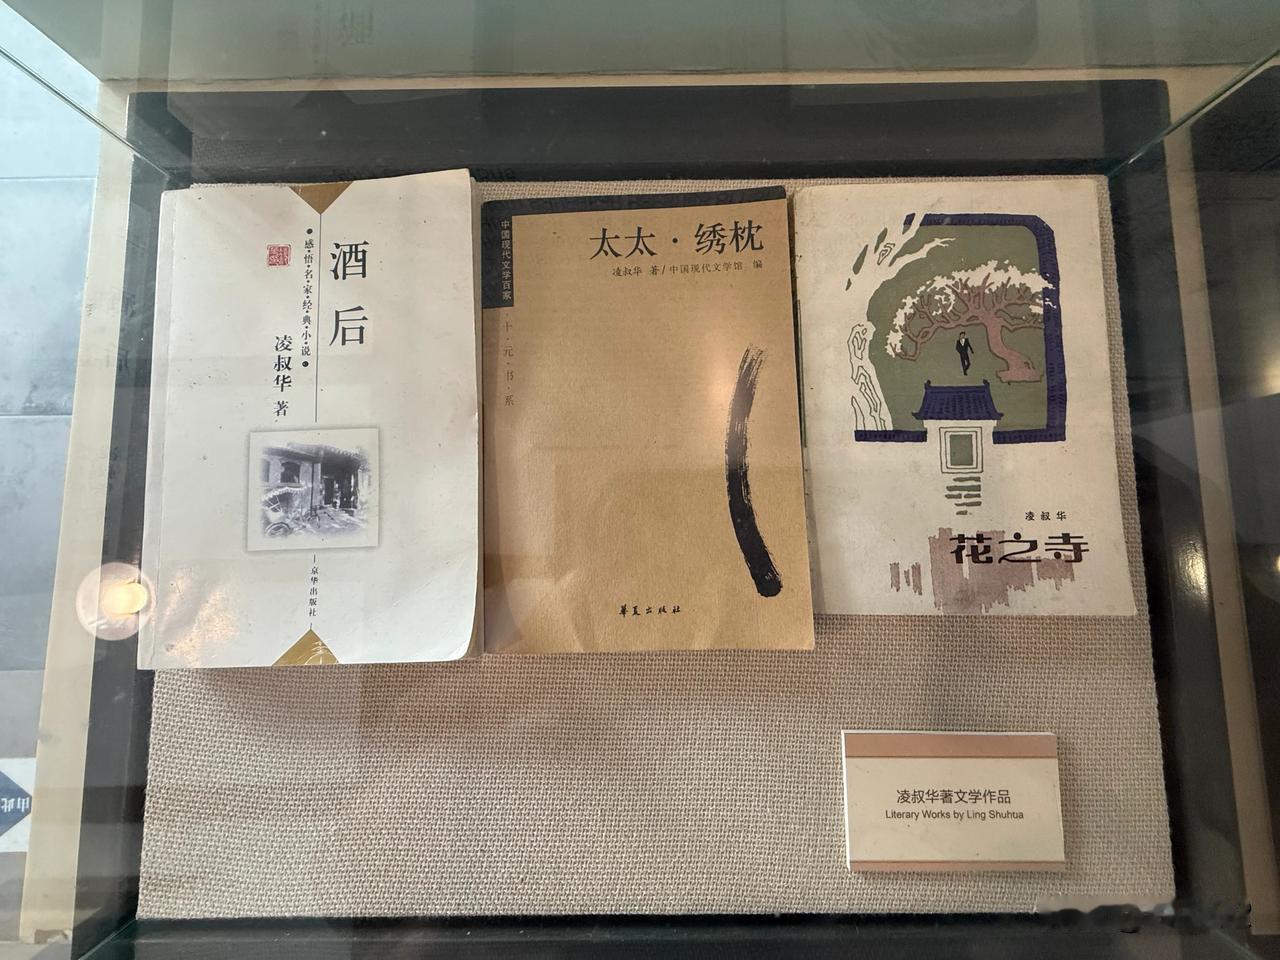 酒后
感·悟·名·家·经·典·小·说
凌叔华 著
京华出版社
中国现代文学百家
十·元·书·系
太太·绣枕
凌叔华 著/中国现代文学馆 编
华夏出版社
凌叔华
花之寺
凌叔华著文学作品
Literary Works by Ling Shuhua
由此